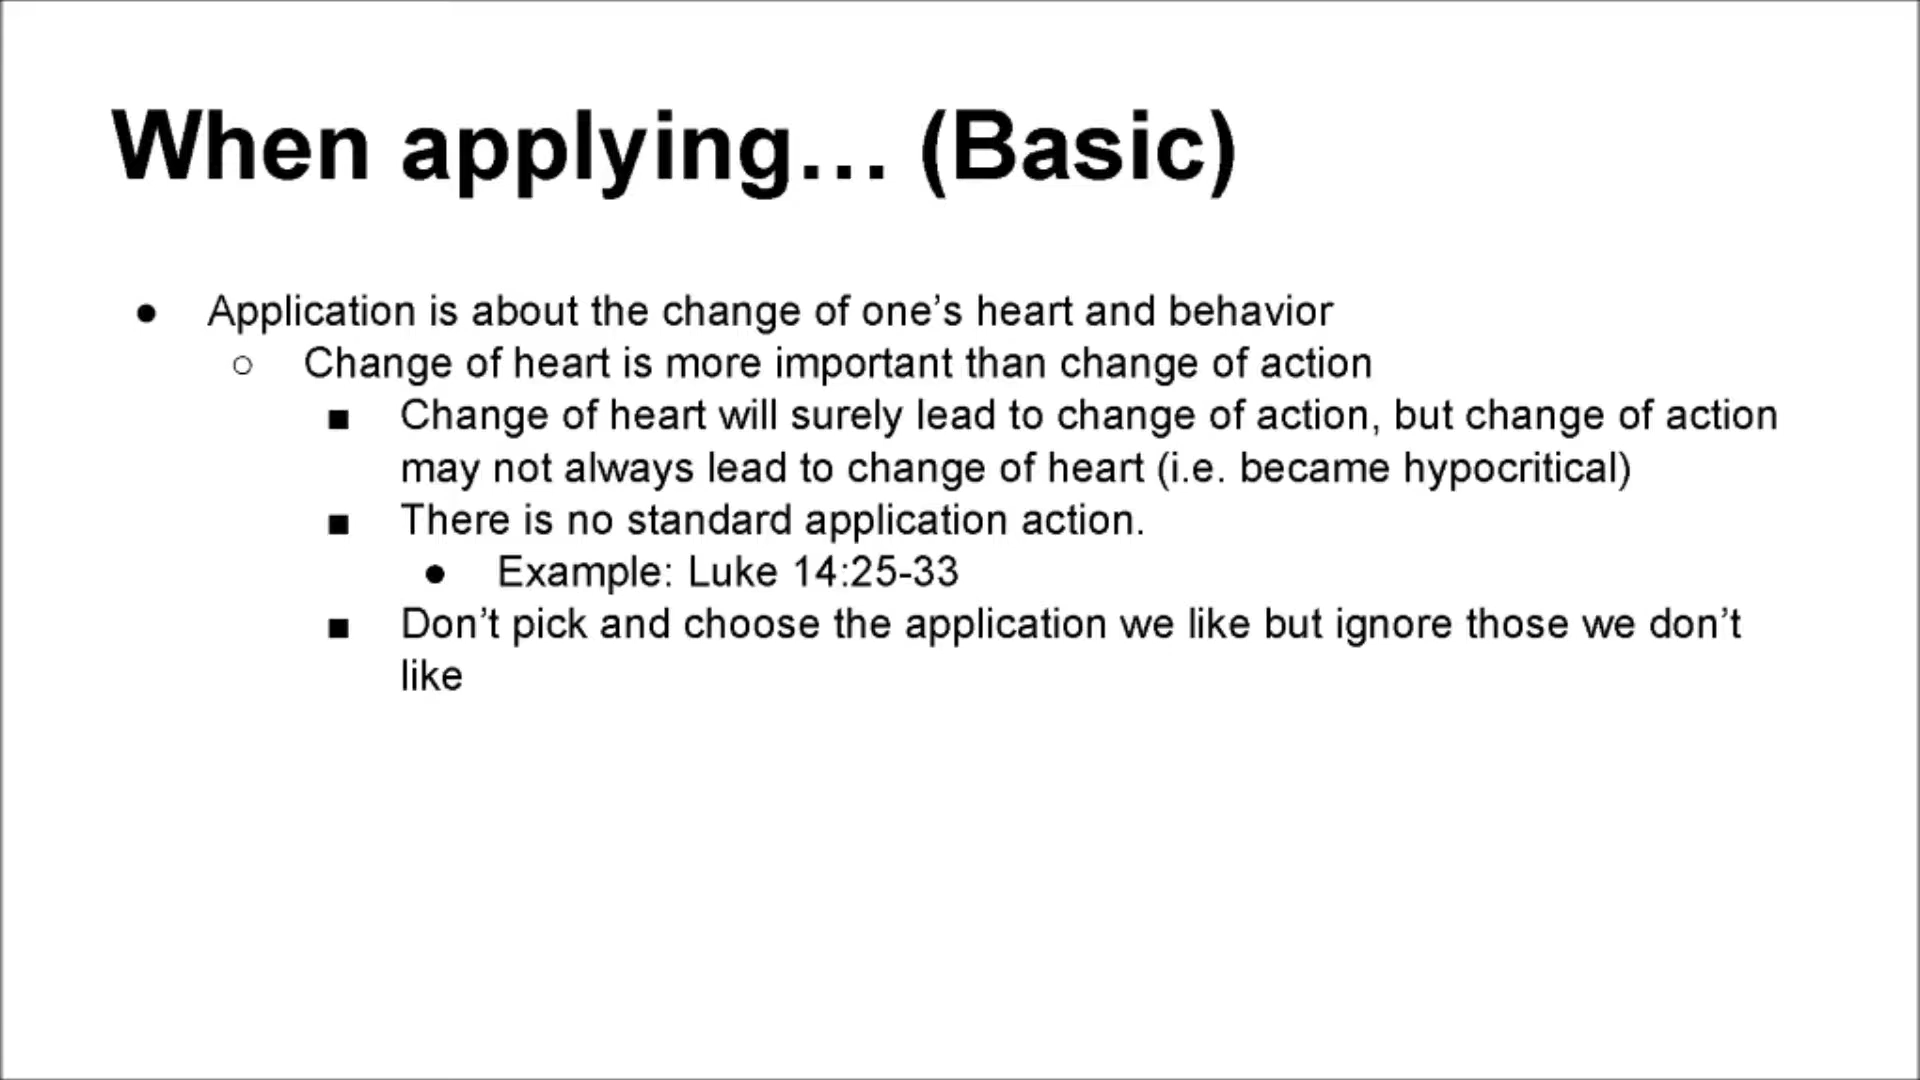 When applying… (Basic)
● Application is about the change of one’s heart and behavior
○ Change of heart is more important than change of action
■ Change of heart will surely lead to change of action, but change of action
may not always lead to change of heart (i.e. became hypocritical)
■ There is no standard application action.
● Example: Luke 14:25-33
■ Don’t pick and choose the application we like but ignore those we don’t
like